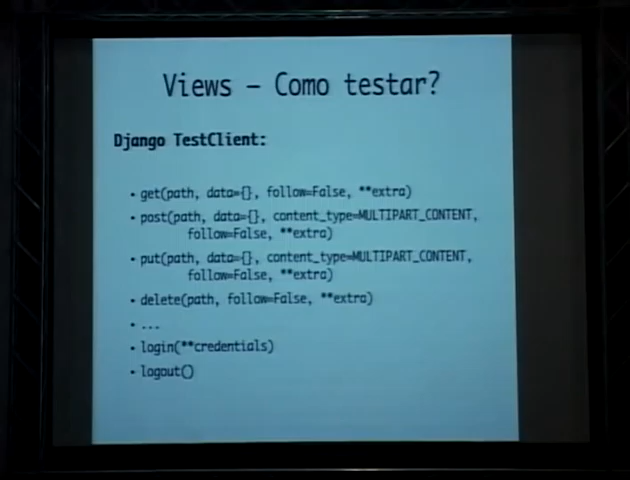 Views – Como testar?
Django TestClient:
• get(path, data={}, follow=False, **extra)
• post(path, data={}, content_type=MULTIPART_CONTENT,
follow=False, **extra)
• put(path, data={}, content_type=MULTIPART_CONTENT,
follow=False, **extra)
• delete(path, follow=False, **extra)
• ...
• login(**credentials)
• logout()